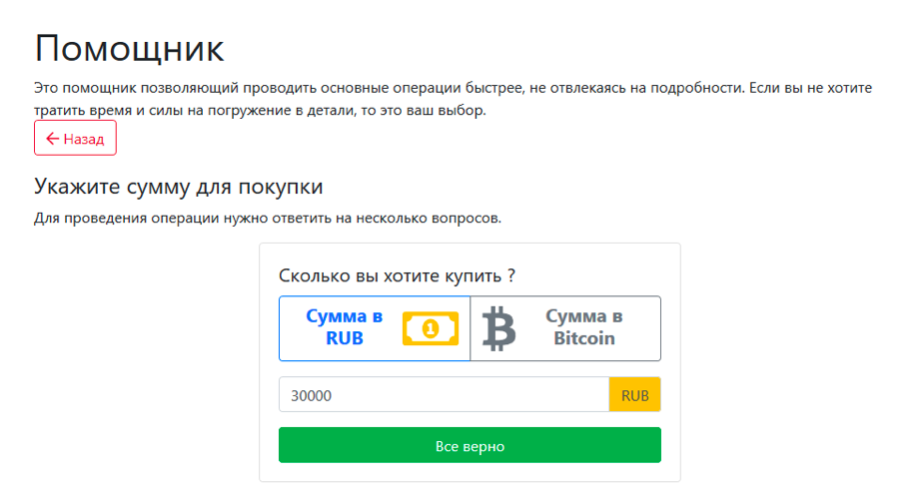 Помощник
Это помощник позволяющий проводить основные операции быстрее, не отвлекаясь на подробности. Если вы не хотите
тратить время и силы на погружение в детали, то это ваш выбор.
← Назад
Укажите сумму для покупки
Для проведения операции нужно ответить на несколько вопросов.
Сколько вы хотите купить ?
Сумма в
RUB
1
Сумма в
Bitcoin
30000
RUB
Все верно